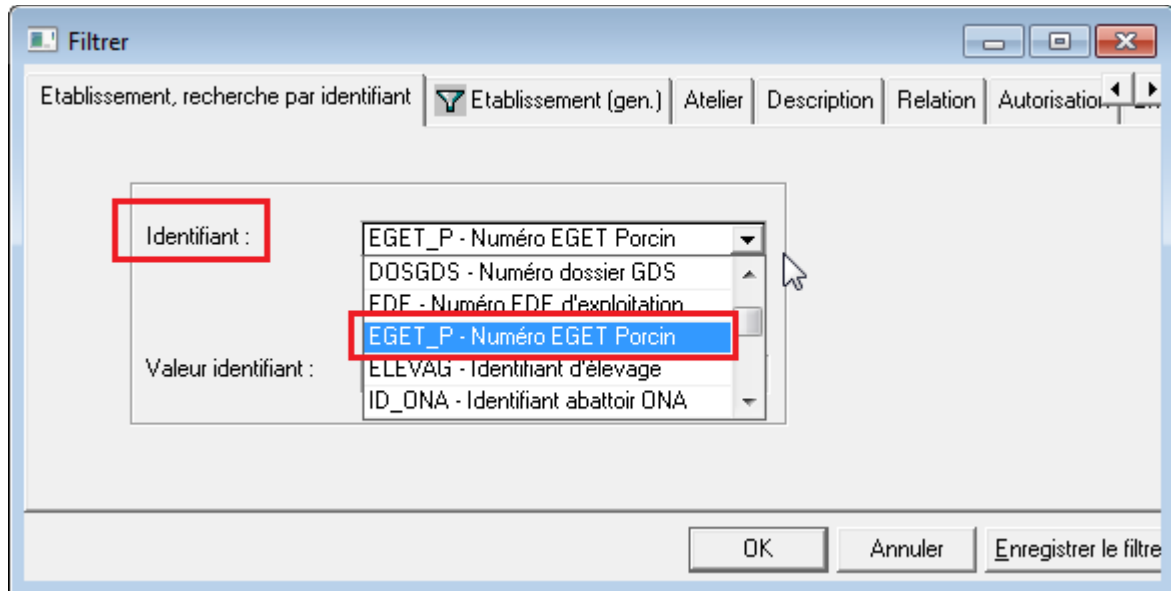 Filtrer
Etablissement, recherche par identifiant Etablissement (gen.) Atelier Description Relation Autorisation
Identifiant : EGET_P - Numéro EGET Porcin
DOSGDS - Numéro dossier GDS
EDE - Numéro EDE d'exploitation
EGET_P - Numéro EGET Porcin
Valeur identifiant : ELEVAG - Identifiant d'élevage
ID_ONA - Identifiant abattoir ONA
OK Annuler Enregistrer le filtre